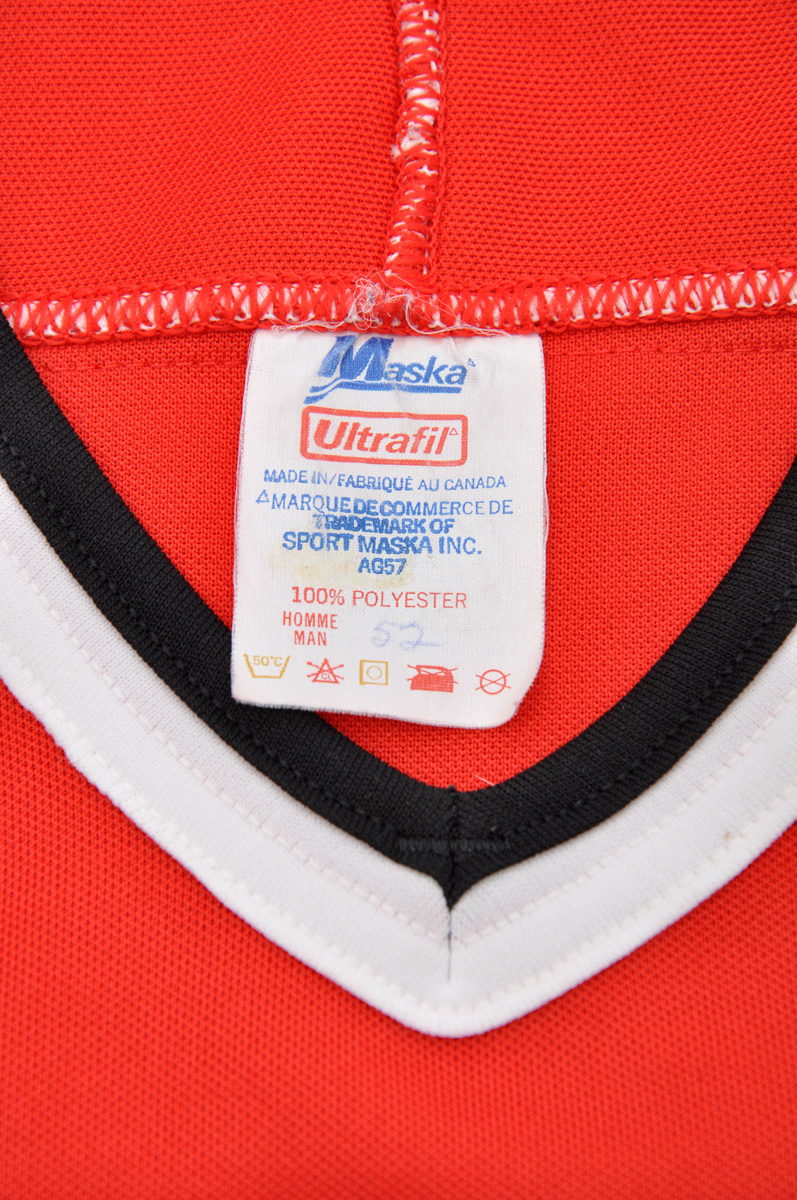 Maska
Ultrafil
MADE IN/FABRIQUÉ AU CANADA
MARQUE DE COMMERCE DE
TRADEMARK OF
SPORT MASKA INC.
AG57
100% POLYESTER
HOMME
MAN 52
50°C CL